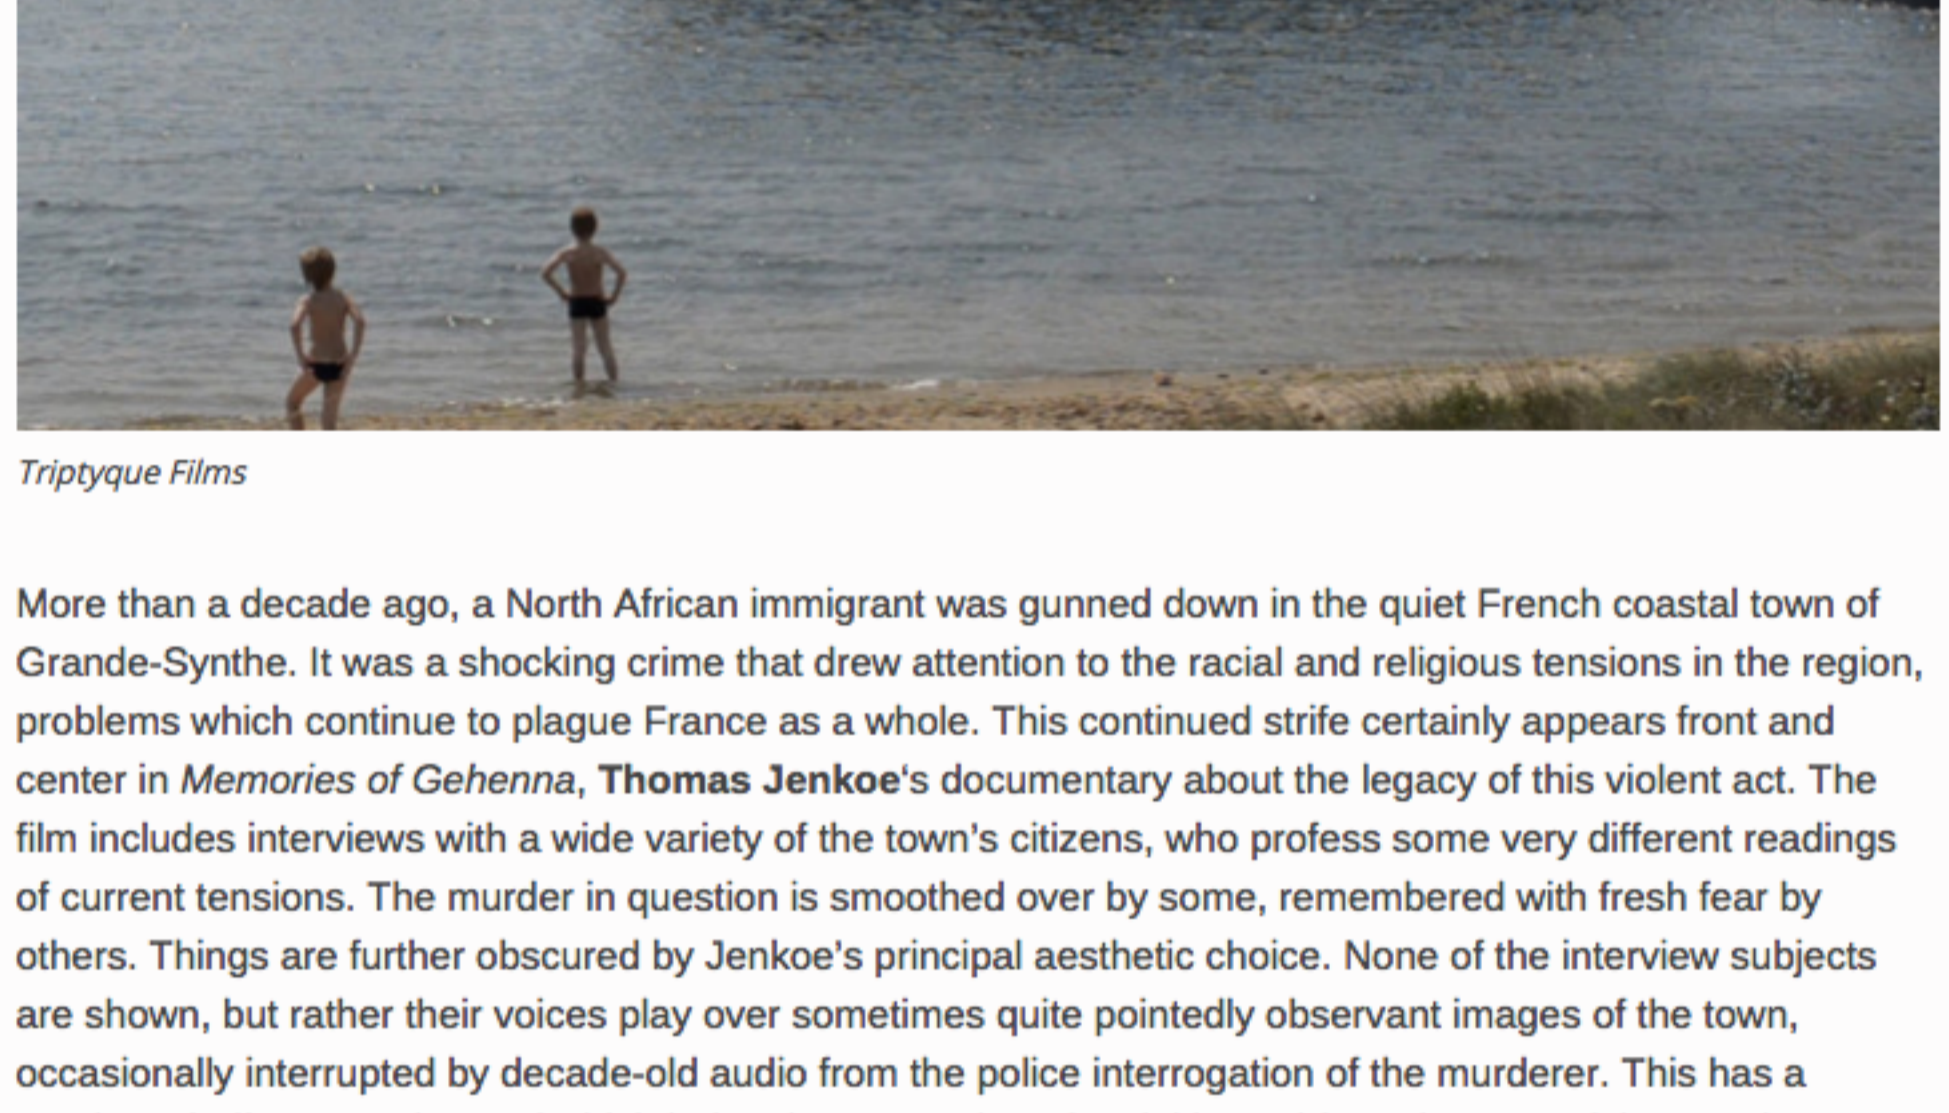 Triptyque Films
More than a decade ago, a North African immigrant was gunned down in the quiet French coastal town of
Grande-Synthe. It was a shocking crime that drew attention to the racial and religious tensions in the region,
problems which continue to plague France as a whole. This continued strife certainly appears front and
center in Memories of Gehenna, Thomas Jenkoe‘s documentary about the legacy of this violent act. The
film includes interviews with a wide variety of the town’s citizens, who profess some very different readings
of current tensions. The murder in question is smoothed over by some, remembered with fresh fear by
others. Things are further obscured by Jenkoe’s principal aesthetic choice. None of the interview subjects
are shown, but rather their voices play over sometimes quite pointedly observant images of the town,
occasionally interrupted by decade-old audio from the police interrogation of the murderer. This has a